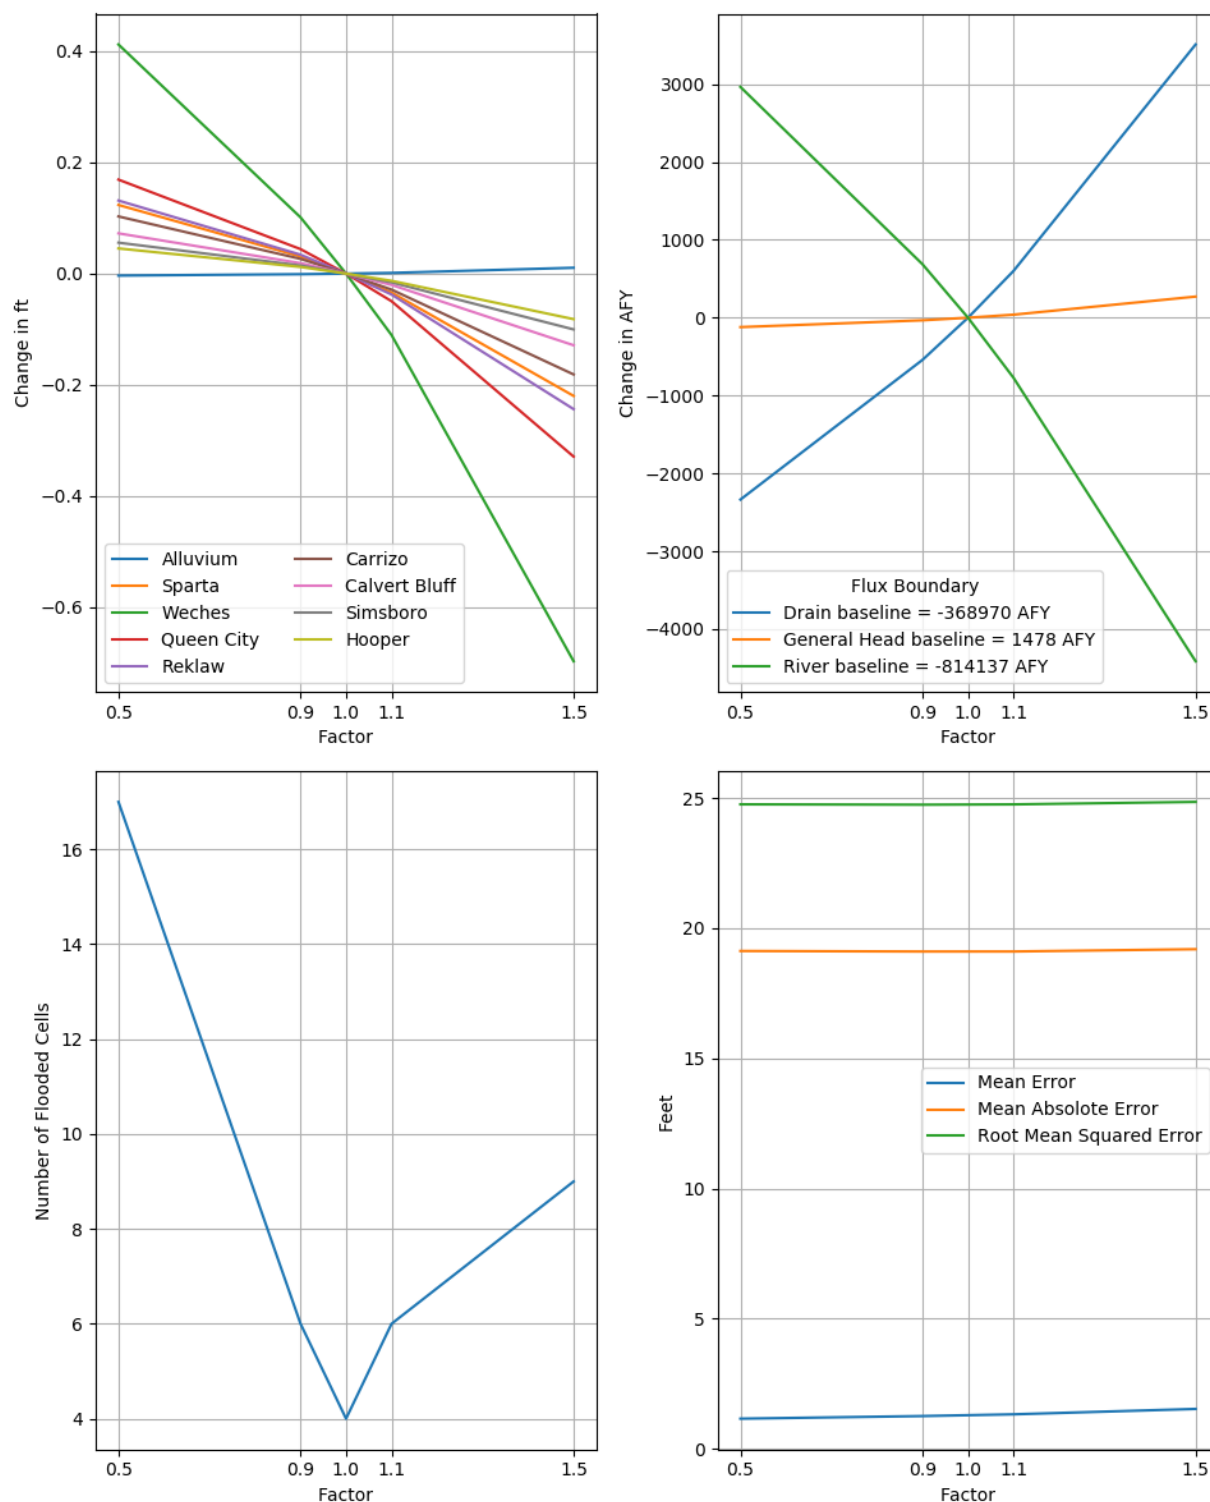 0.4
0.2
0.0
−0.2
−0.4
−0.6
Change in ft
Alluvium
Sparta
Weches
Queen City
Reklaw
Carrizo
Calvert Bluff
Simsboro
Hooper
0.5 0.9 1.0 1.1 1.5
Factor
3000
2000
1000
0
−1000
−2000
−3000
−4000
Change in AFY
Flux Boundary
Drain baseline = -368970 AFY
General Head baseline = 1478 AFY
River baseline = -814137 AFY
0.5 0.9 1.0 1.1 1.5
Factor
16
14
12
10
8
6
4
Number of Flooded Cells
0.5 0.9 1.0 1.1 1.5
Factor
25
20
15
10
5
0
Feet
Mean Error
Mean Absolote Error
Root Mean Squared Error
0.5 0.9 1.0 1.1 1.5
Factor